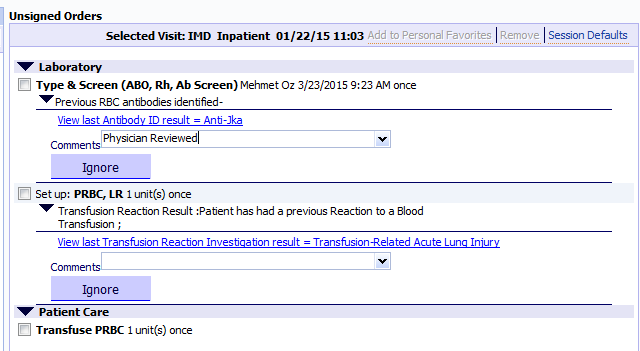 Unsigned Orders
Selected Visit: IMD Inpatient 01/22/15 11:03 Add to Personal Favorites | Remove | Session Defaults
Laboratory
Type & Screen (ABO, Rh, Ab Screen) Mehmet Oz 3/23/2015 9:23 AM once
Previous RBC antibodies identified-
View last Antibody ID result = Anti-Jka
Comments Physician Reviewed
Ignore
Set up: PRBC, LR 1 unit(s) once
Transfusion Reaction Result :Patient has had a previous Reaction to a Blood
Transfusion ;
View last Transfusion Reaction Investigation result = Transfusion-Related Acute Lung Injury
Comments
Ignore
Patient Care
Transfuse PRBC 1 unit(s) once